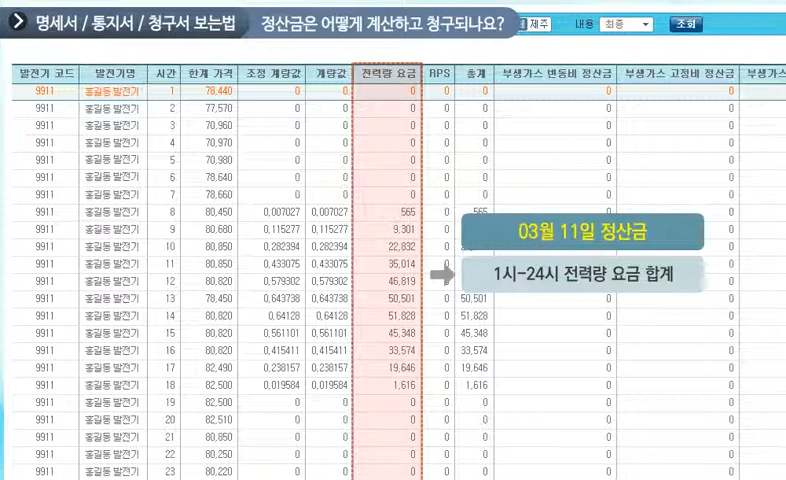 명세서 / 통지서 / 청구서 보는법 정산금은 어떻게 계산하고 청구되나요? 제주 내용 최종 조회
발전기 코드 발전기명 시간 한계 가격 조정 계량값 계량값 전력량 요금 RPS 총계 부생가스 변동비 정산금 부생가스 고정비 정산금 부생가스
9911 홍길동 발전기 1 78,440 0 0 0 0 0 0 0
9911 홍길동 발전기 2 77,570 0 0 0 0 0 0 0
9911 홍길동 발전기 3 70,960 0 0 0 0 0 0 0
9911 홍길동 발전기 4 70,970 0 0 0 0 0 0 0
9911 홍길동 발전기 5 70,980 0 0 0 0 0 0 0
9911 홍길동 발전기 6 78,640 0 0 0 0 0 0 0
9911 홍길동 발전기 7 78,660 0 0 0 0 0 0 0
9911 홍길동 발전기 8 80,450 0,007027 0,007027 565 0 565 0 0
9911 홍길동 발전기 9 80,680 0,115277 0,115277 9,301 0 03월 11일 정산금 0
9911 홍길동 발전기 10 80,850 0,282394 0,282394 22,832 0 0
9911 홍길동 발전기 11 80,850 0,433075 0,433075 35,014 0 1시-24시 전력량 요금 합계 0
9911 홍길동 발전기 12 80,820 0,579302 0,579302 46,819 0 0
9911 홍길동 발전기 13 78,450 0,643738 0,643738 50,501 0 50,501 0 0
9911 홍길동 발전기 14 80,820 0,64128 0,64128 51,828 0 51,828 0 0
9911 홍길동 발전기 15 80,820 0,561101 0,561101 45,348 0 45,348 0 0
9911 홍길동 발전기 16 80,820 0,415411 0,415411 33,574 0 33,574 0 0
9911 홍길동 발전기 17 82,490 0,238157 0,238157 19,646 0 19,646 0 0
9911 홍길동 발전기 18 82,500 0,019584 0,019584 1,616 0 1,616 0 0
9911 홍길동 발전기 19 82,500 0 0 0 0 0 0 0
9911 홍길동 발전기 20 82,510 0 0 0 0 0 0 0
9911 홍길동 발전기 21 80,850 0 0 0 0 0 0 0
9911 홍길동 발전기 22 80,250 0 0 0 0 0 0 0
9911 홍길동 발전기 23 80,220 0 0 0 0 0 0 0